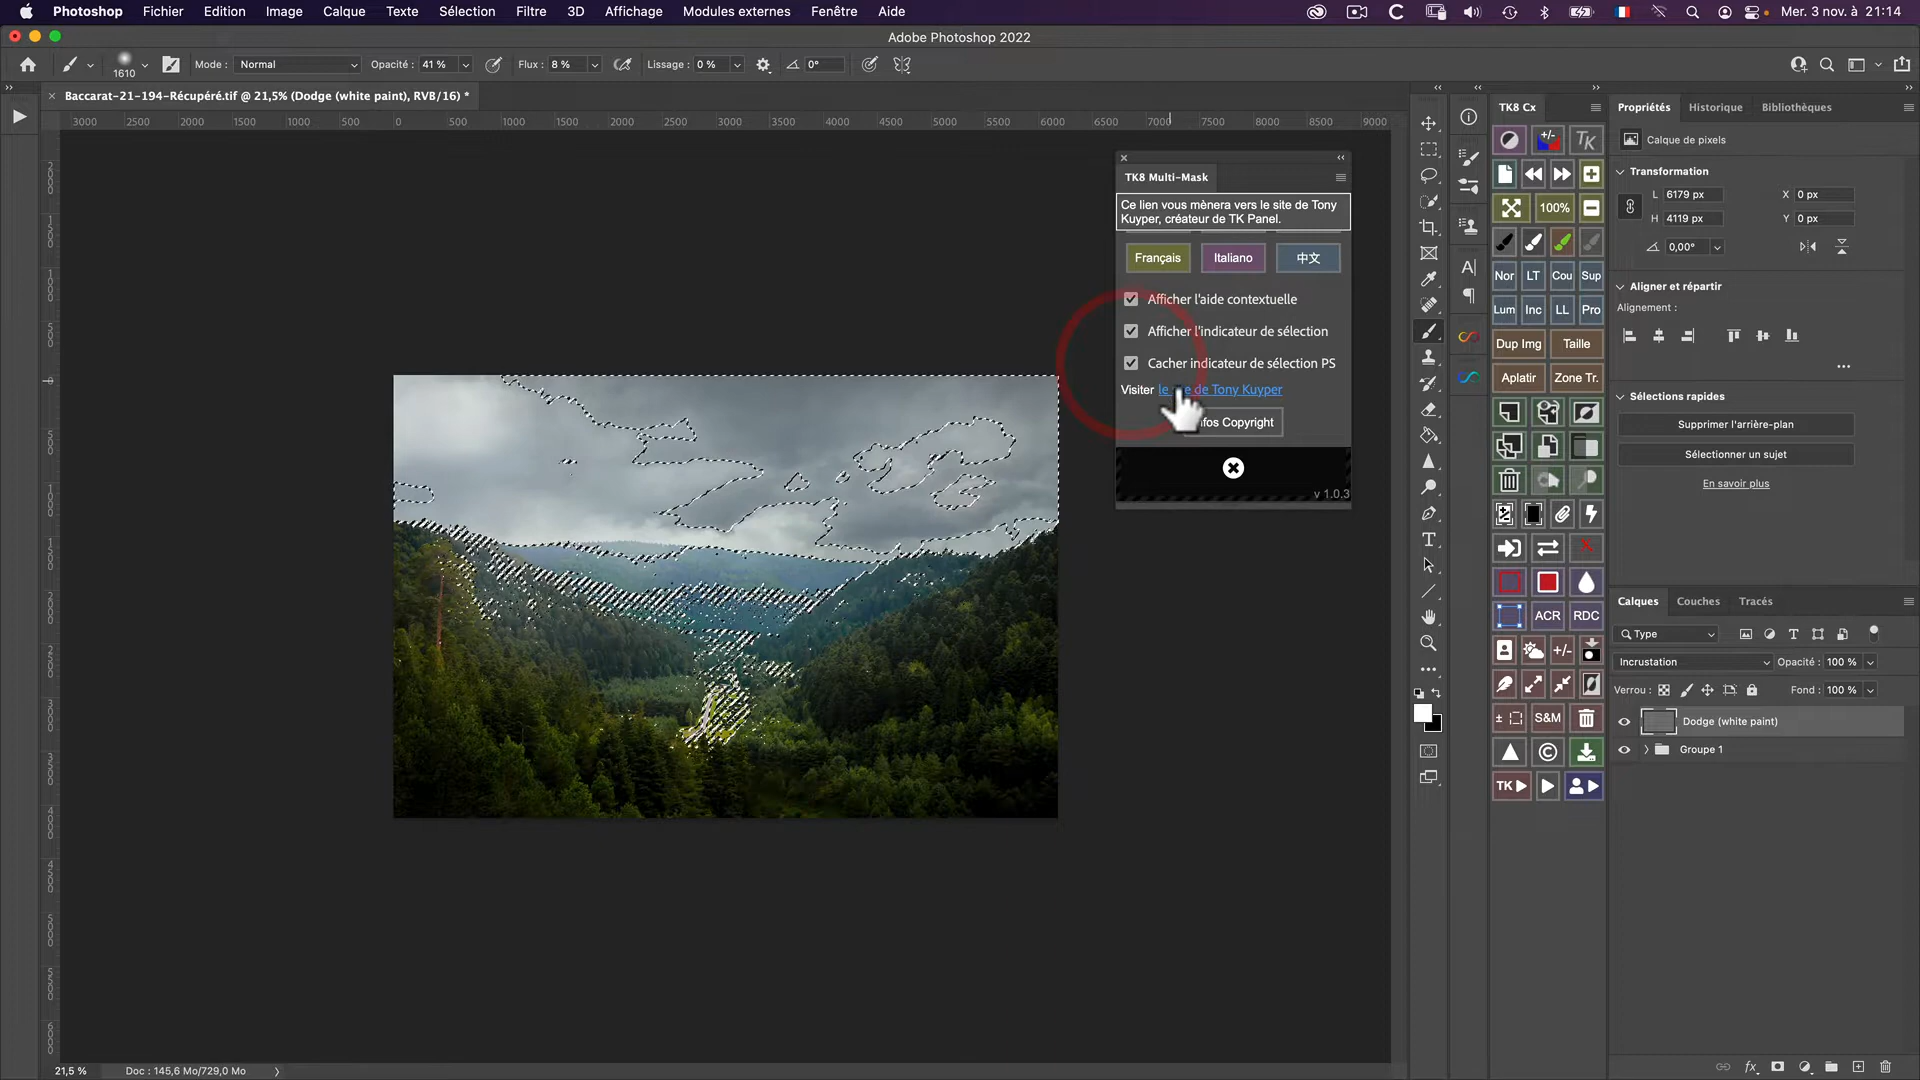 Photoshop Fichier Edition Image Calque Texte Sélection Filtre 3D Affichage Modules externes Fenêtre Aide
Mer. 3 nov. à 21:14
Adobe Photoshop 2022
1610
Mode : Normal Opacité : 41 % Flux : 8 % Lissage : 0 % 0°
Baccarat-21-194-Récupéré.tif @ 21,5% (Dodge (white paint), RVB/16) *
3000 2500 2000 1500 1000 500 0 500 1000 1500 2000 2500 3000 3500 4000 4500 5000 5500 6000 6500 7000 7500 8000 8500 9000
TK8 Multi-Mask
Ce lien vous mènera vers le site de Tony
Kuyper, créateur de TK Panel.
Français Italiano 中文
Afficher l'aide contextuelle
Afficher l'indicateur de sélection
Cacher indicateur de sélection PS
Visiter le de Tony Kuyper
Infos Copyright
v 1.0.3
TK8 Cx
TK
100%
Nor LT Cou Sup
Lum Inc LL Pro
Dup Img Taille
Aplatir Zone Tr.
ACR RDC
+/-
S&M
TK
Propriétés Historique Bibliothèques
Calque de pixels
Transformation
L 6179 px X 0 px
H 4119 px Y 0 px
0,00°
Aligner et répartir
Alignement :
Sélections rapides
Supprimer l'arrière-plan
Sélectionner un sujet
En savoir plus
Calques Couches Tracés
Type
Incrustation Opacité : 100 %
Verrou : Fond : 100 %
Dodge (white paint)
Groupe 1
21,5 % Doc : 145,6 Mo/729,0 Mo